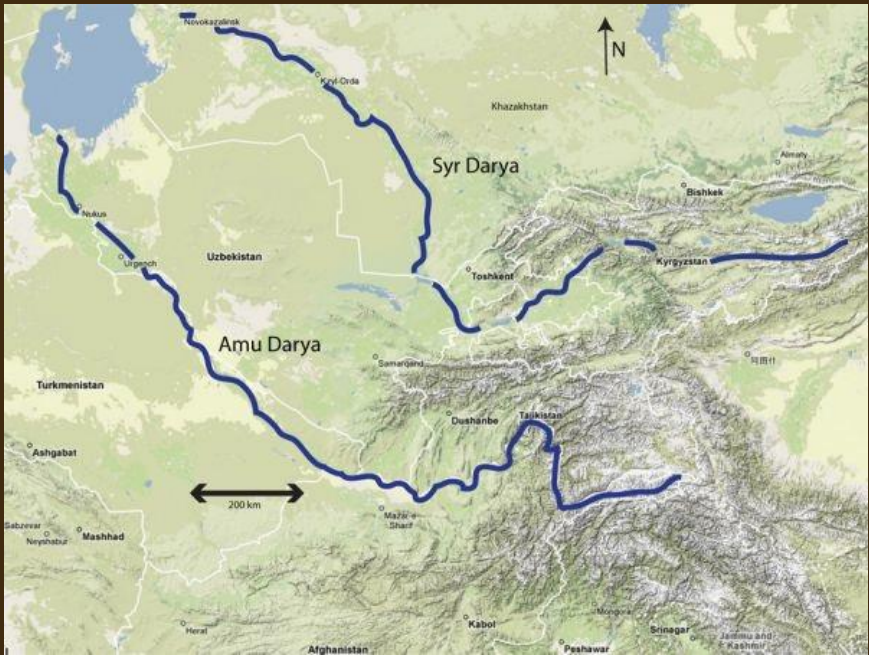 Novokazalinsk
N
Kzyl-Orda
Khazakhstan
Almaty
Syr Darya
Bishkek
Nukus
Uzbekistan
Urgench
Toshkent
Kyrgyzstan
Amu Darya
Samarqand
Turkmenistan
Dushanbe
Tajikistan
Ashgabat
200 km
Mazar-e
Sharif
Sabzevar
Neyshabur
Mashhad
Herat
Kabol
Mongora
Srinagar
Jammu and
Kashmir
Afghanistan
Peshawar